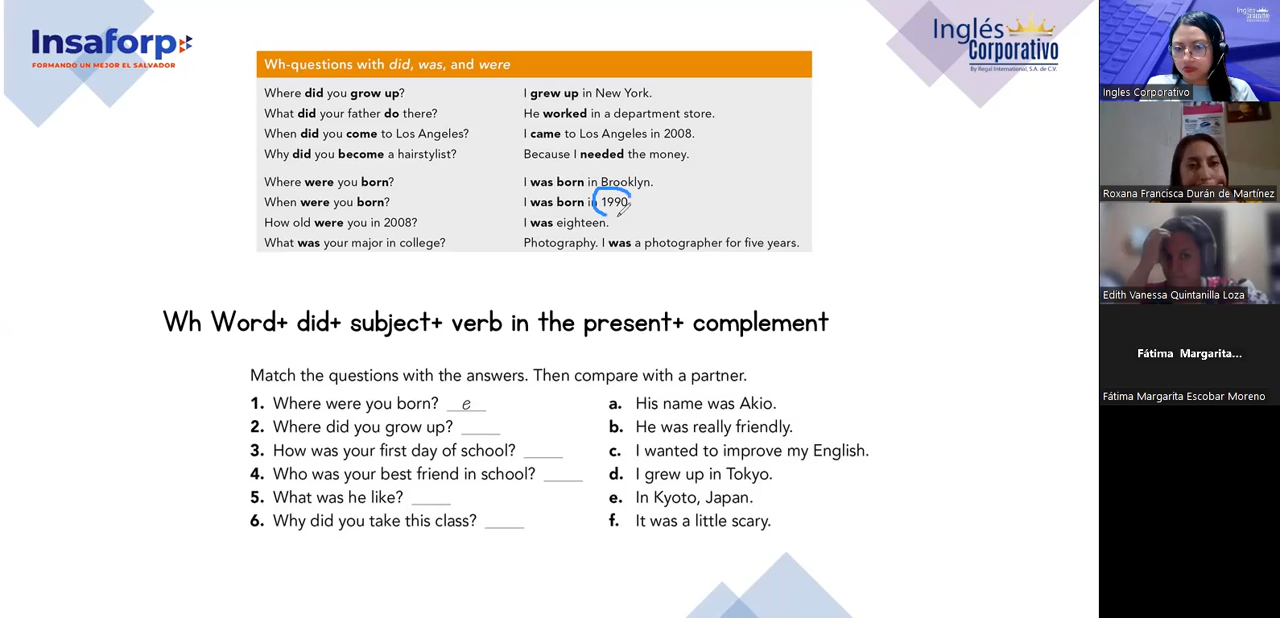 Insaforp
FORMANDO UN MEJOR EL SALVADOR
Inglés
Corporativo
By Regal International, S.A. de C.V.
Wh-questions with did, was, and were
Where did you grow up? I grew up in New York.
What did your father do there? He worked in a department store.
When did you come to Los Angeles? I came to Los Angeles in 2008.
Why did you become a hairstylist? Because I needed the money.
Where were you born? I was born in Brooklyn.
When were you born? I was born in 1990.
How old were you in 2008? I was eighteen.
What was your major in college? Photography. I was a photographer for five years.
Wh Word+ did+ subject+ verb in the present+ complement
Match the questions with the answers. Then compare with a partner.
1. Where were you born? e a. His name was Akio.
2. Where did you grow up? b. He was really friendly.
3. How was your first day of school? c. I wanted to improve my English.
4. Who was your best friend in school? d. I grew up in Tokyo.
5. What was he like? e. In Kyoto, Japan.
6. Why did you take this class? f. It was a little scary.
Inglés
Corporativo
Ingles Corporativo
Roxana Francisca Durán de Martínez
Edith Vanessa Quintanilla Loza
Fátima Margarita...
Fátima Margarita Escobar Moreno